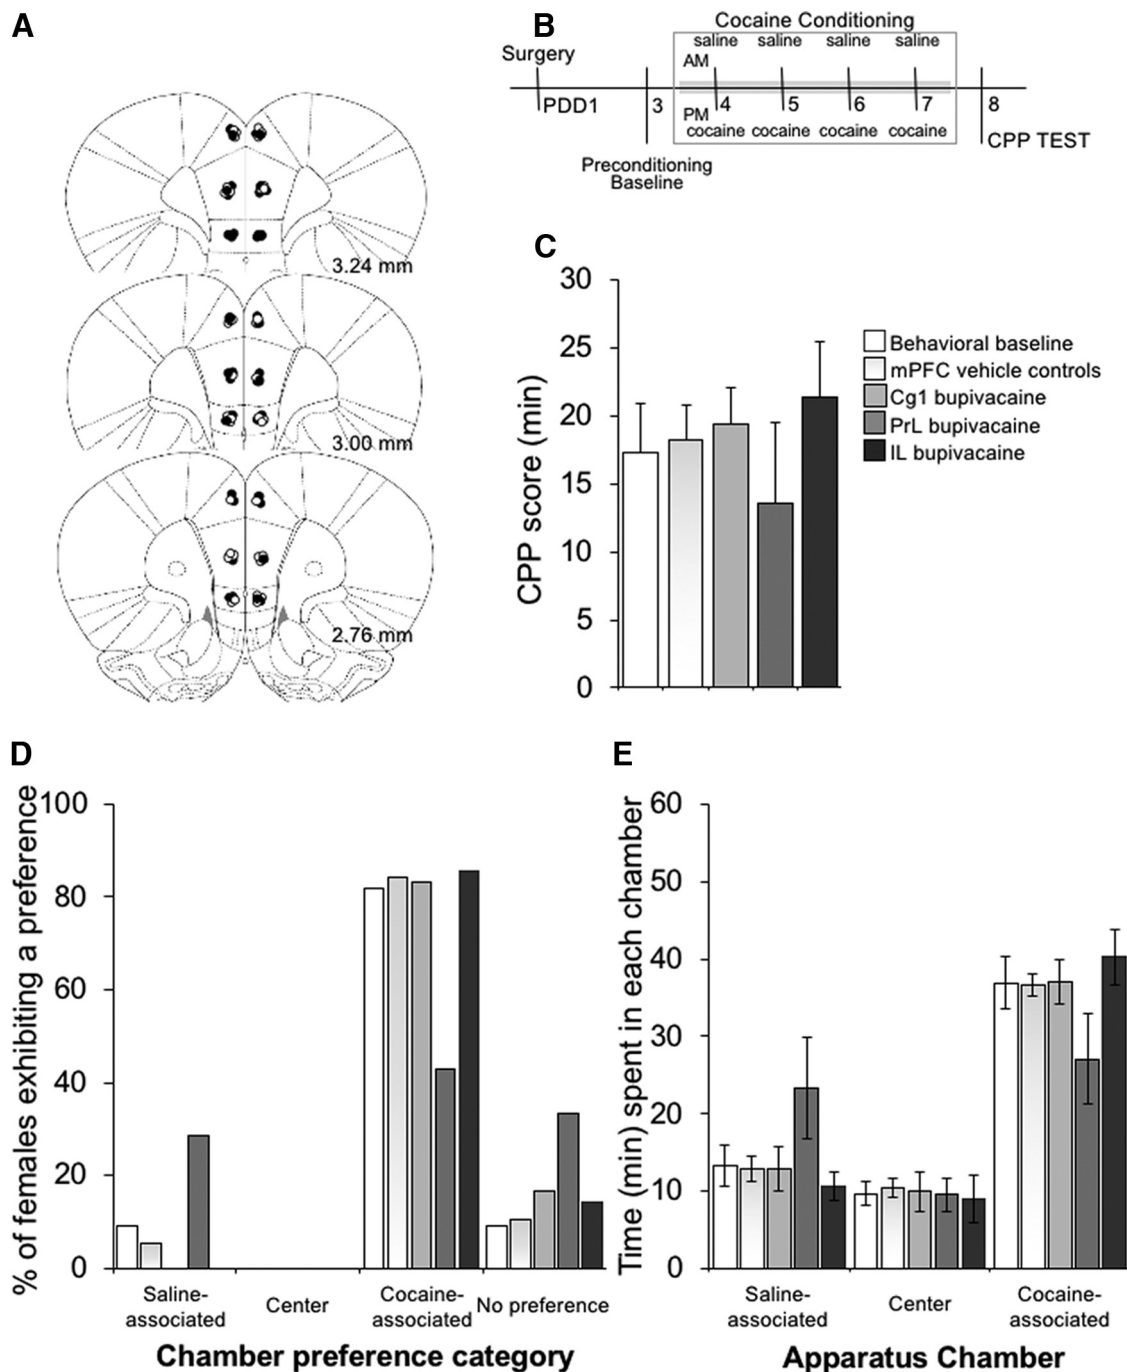 A
3.24 mm
3.00 mm
2.76 mm
B
Cocaine Conditioning
saline saline saline saline
Surgery
AM
PDD1 3 4 5 6 7 8
PM
cocaine cocaine cocaine cocaine
CPP TEST
Preconditioning
Baseline
C
CPP score (min)
30
25
20
15
10
5
0
Behavioral baseline
mPFC vehicle controls
Cg1 bupivacaine
PrL bupivacaine
IL bupivacaine
D
% of females exhibiting a preference
100
80
60
40
20
0
Saline-
associated
Center
Cocaine-
associated
No preference
Chamber preference category
E
Time (min) spent in each chamber
60
50
40
30
20
10
0
Saline-
associated
Center
Cocaine-
associated
Apparatus Chamber